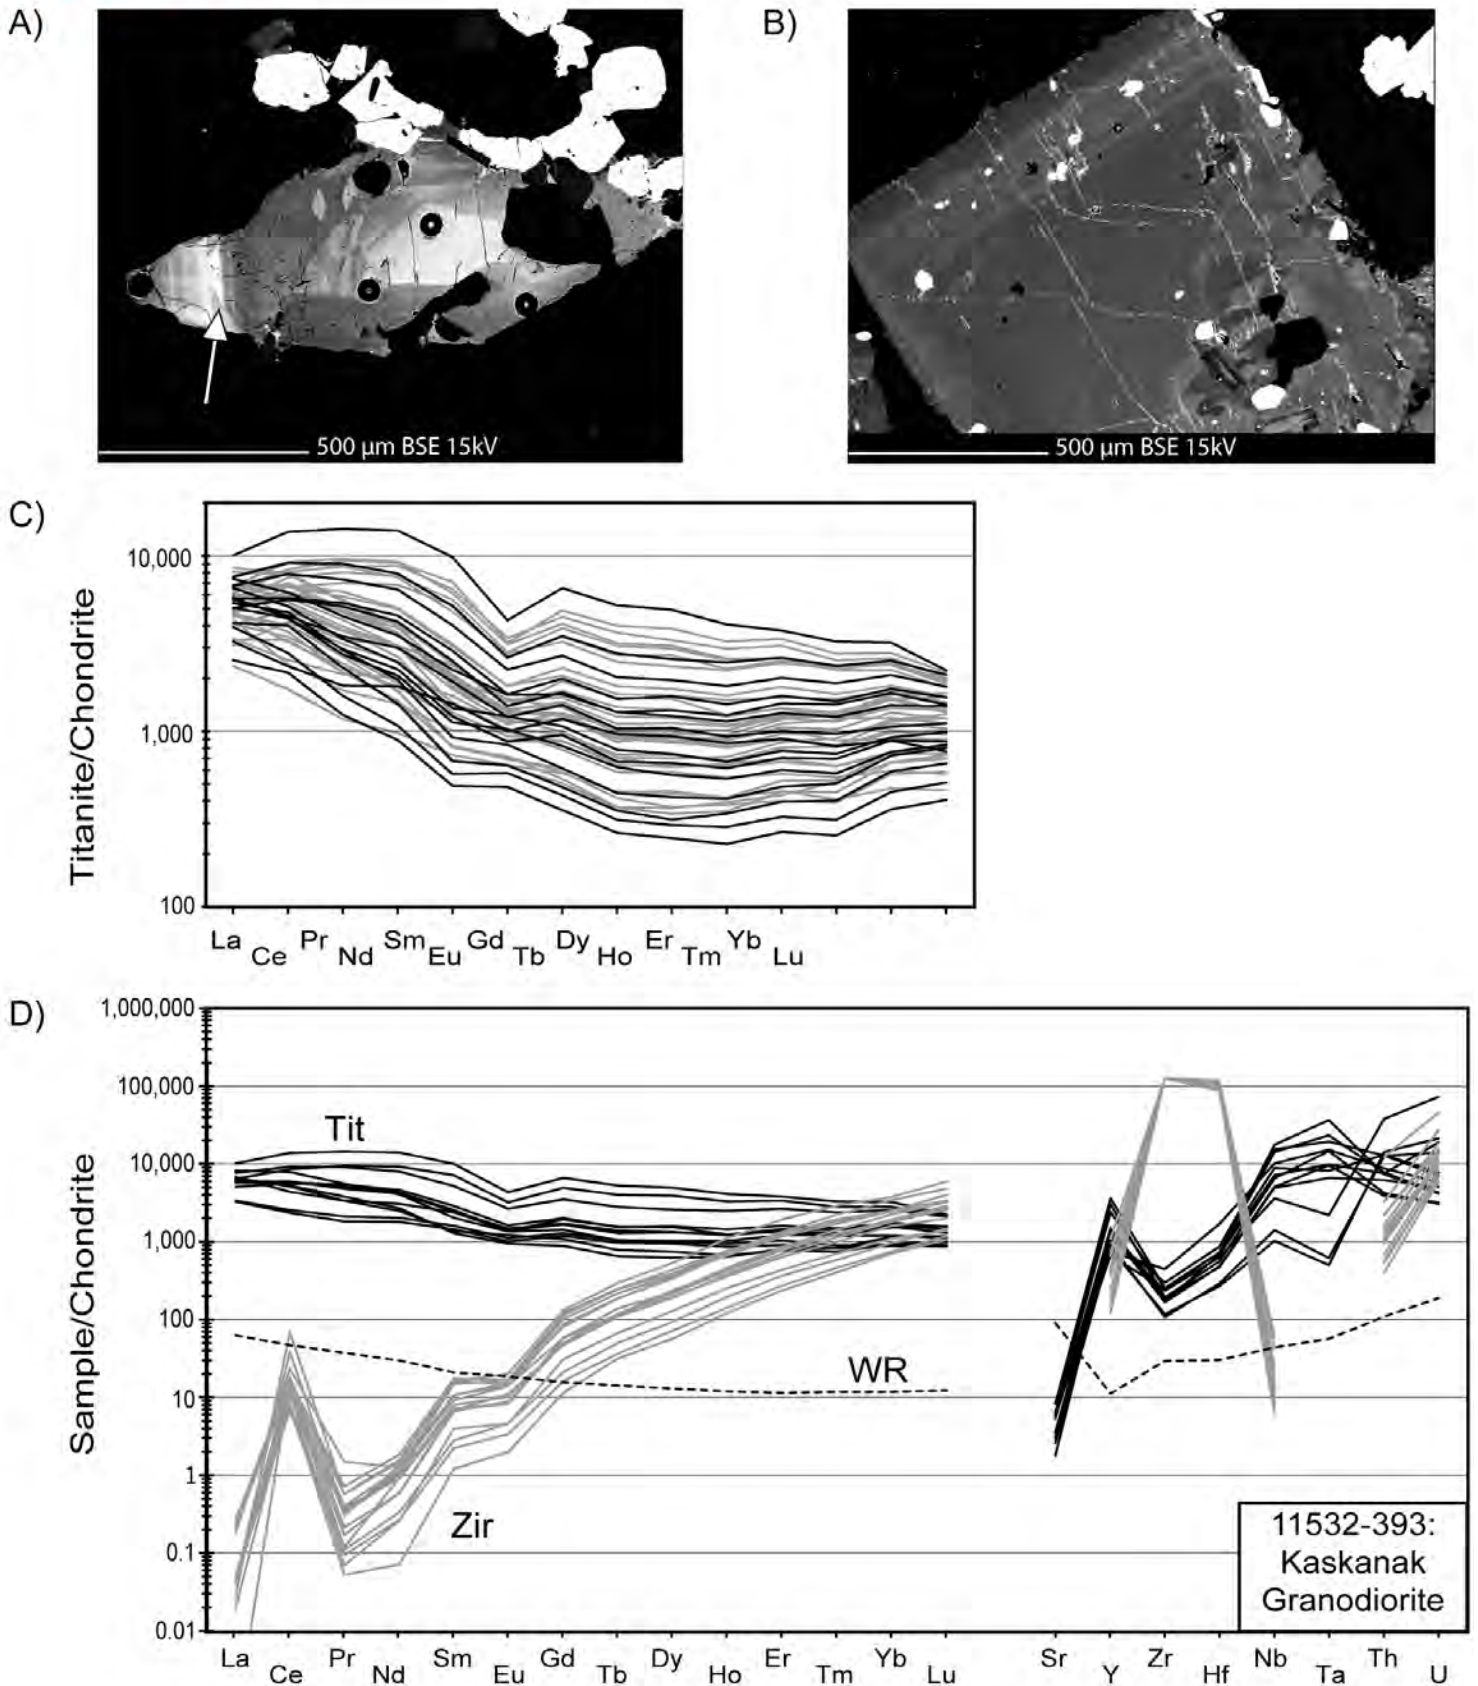 A)
B)
500 µm BSE 15kV
500 µm BSE 15kV
C)
Titanite/Chondrite
10,000
1,000
100
La Ce Pr Nd Sm Eu Gd Tb Dy Ho Er Tm Yb Lu
D)
Sample/Chondrite
1,000,000
100,000
10,000
1,000
100
10
1
0.1
0.01
Tit
WR
Zir
11532-393:
Kaskanak
Granodiorite
La Ce Pr Nd Sm Eu Gd Tb Dy Ho Er Tm Yb Lu Sr Y Zr Hf Nb Ta Th U